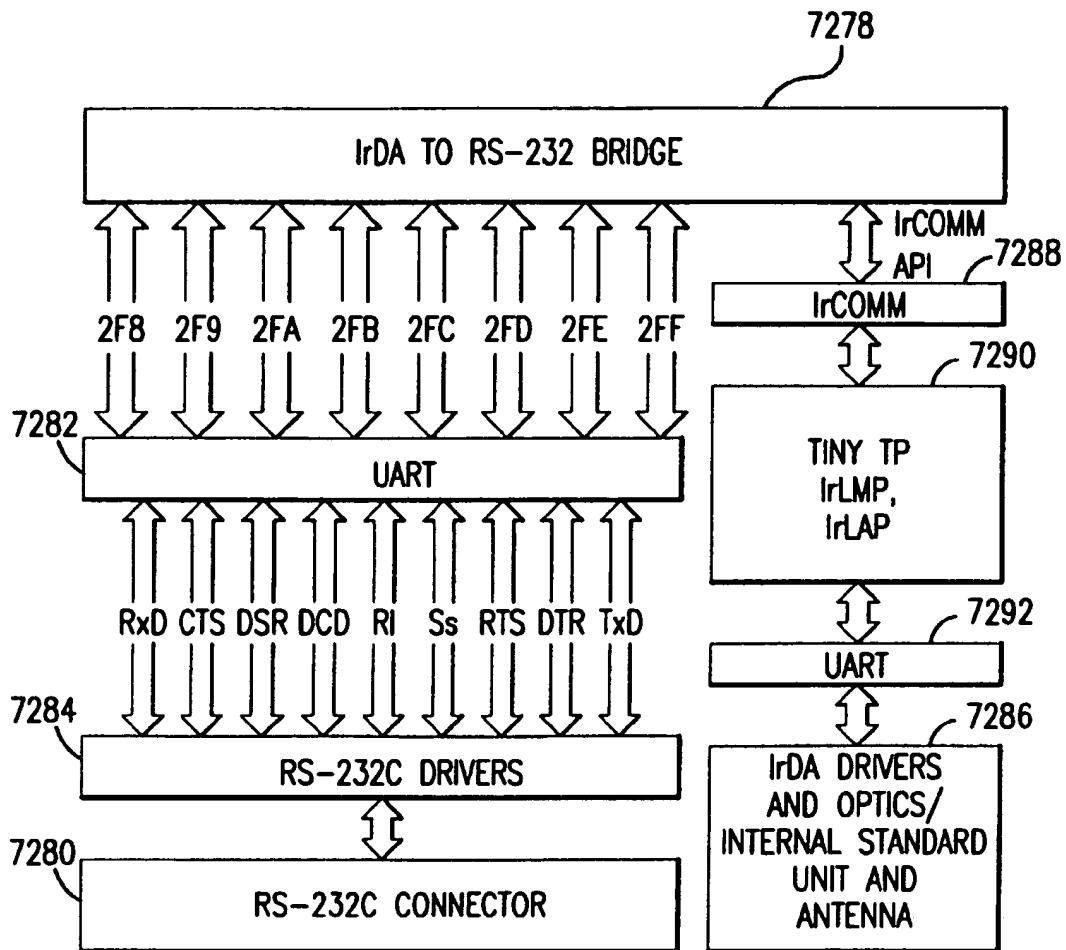 7278
IrDA TO RS-232 BRIDGE
IrCOMM
API
7288
IrCOMM
2F8 2F9 2FA 2FB 2FC 2FD 2FE 2FF
7290
7282
UART
TINY TP
IrLMP,
IrLAP
RxD CTS DSR DCD RI Ss RTS DTR TxD
7292
UART
7284
RS-232C DRIVERS
7286
IrDA DRIVERS
AND OPTICS/
INTERNAL STANDARD
UNIT AND
ANTENNA
7280
RS-232C CONNECTOR